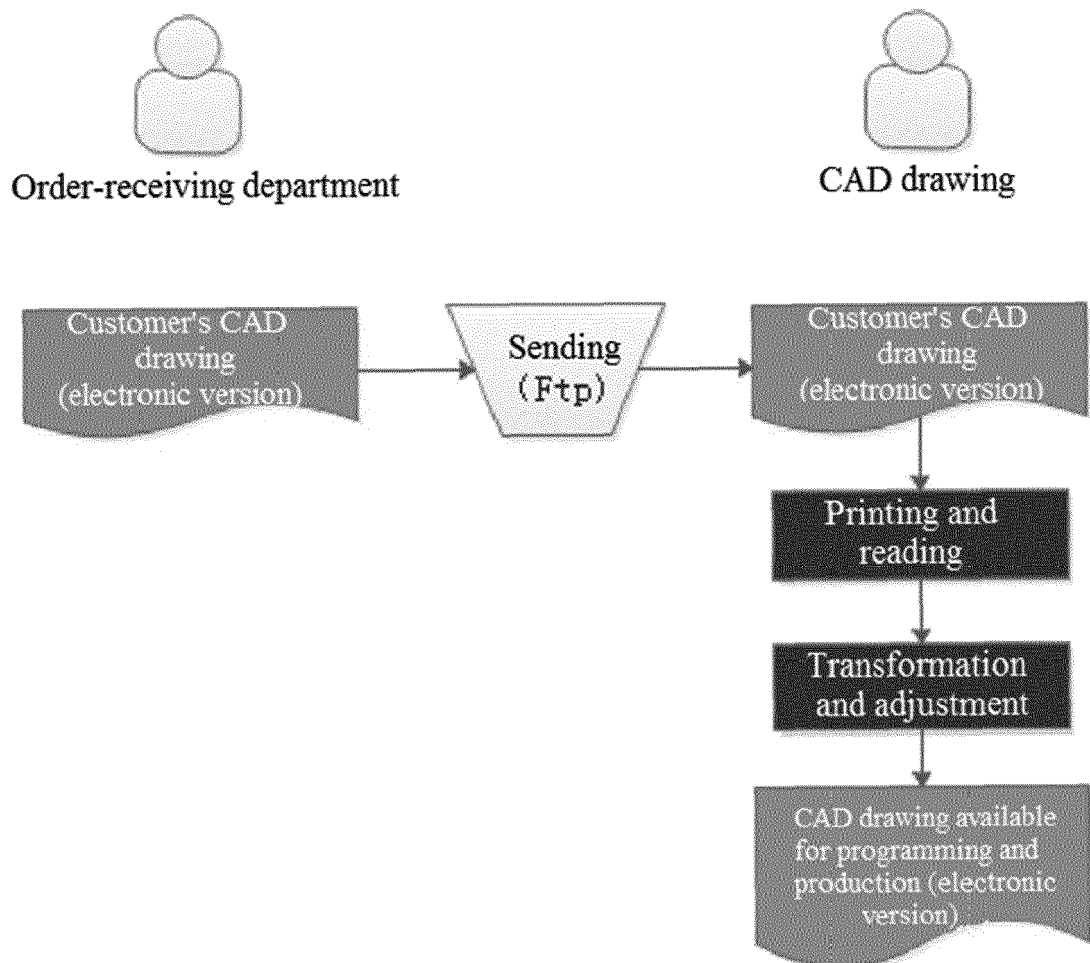 Order-receiving department
CAD drawing
Customer's CAD
drawing
(electronic version)
Sending
(Ftp)
Customer's CAD
drawing
(electronic version)
Printing and
reading
Transformation
and adjustment
CAD drawing available
for programming and
production (electronic
version)